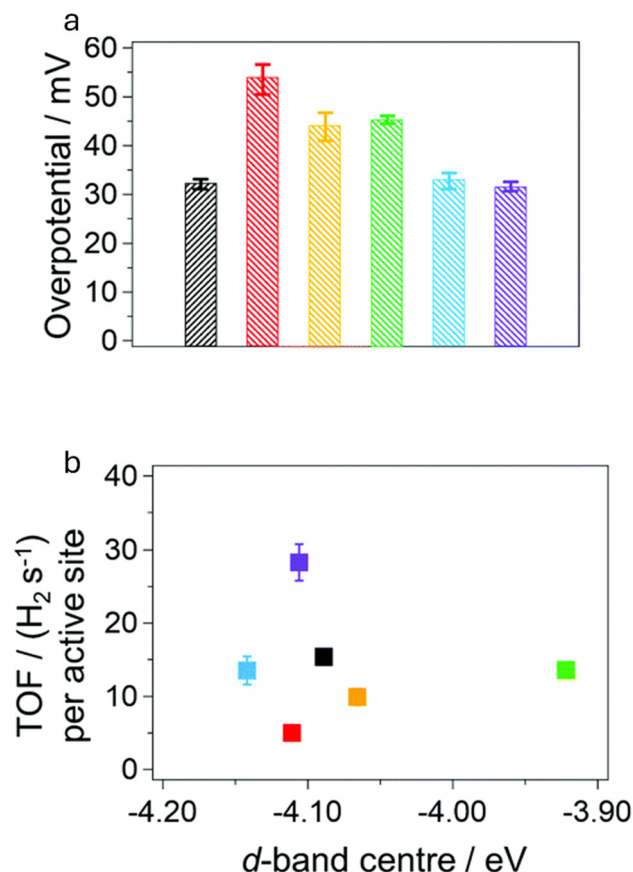 a
60
50
40
30
20
10
0
Overpotential / mV
b
40
30
20
10
0
TOF / (H₂ s⁻¹)
per active site
-4.20 -4.10 -4.00 -3.90
d-band centre / eV